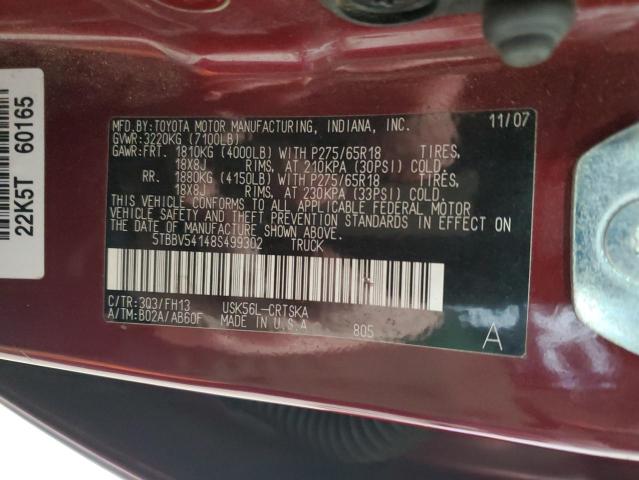 MFD.BY:TOYOTA MOTOR MANUFACTURING, INDIANA, INC. 11/07
GVWR:3220KG (7100LB)
GAWR:FRT. 1810KG (4000LB) WITH P275/65R18 TIRES,
18X8J RIMS, AT 210KPA (30PSI) COLD.
RR. 1880KG (4150LB) WITH P275/65R18 TIRES,
18X8J RIMS, AT 230KPA (33PSI) COLD.
THIS VEHICLE CONFORMS TO ALL APPLICABLE FEDERAL MOTOR
VEHICLE SAFETY AND THEFT PREVENTION STANDARDS IN EFFECT
ON THE DATE OF MANUFACTURE SHOWN ABOVE.
5TBBV54148S499302 TRUCK
C/TR:3Q3/FH13 USK56L-CRTSKA
A/TM:B02A/AB60F MADE IN U.S.A 805 A
22K5T 60165